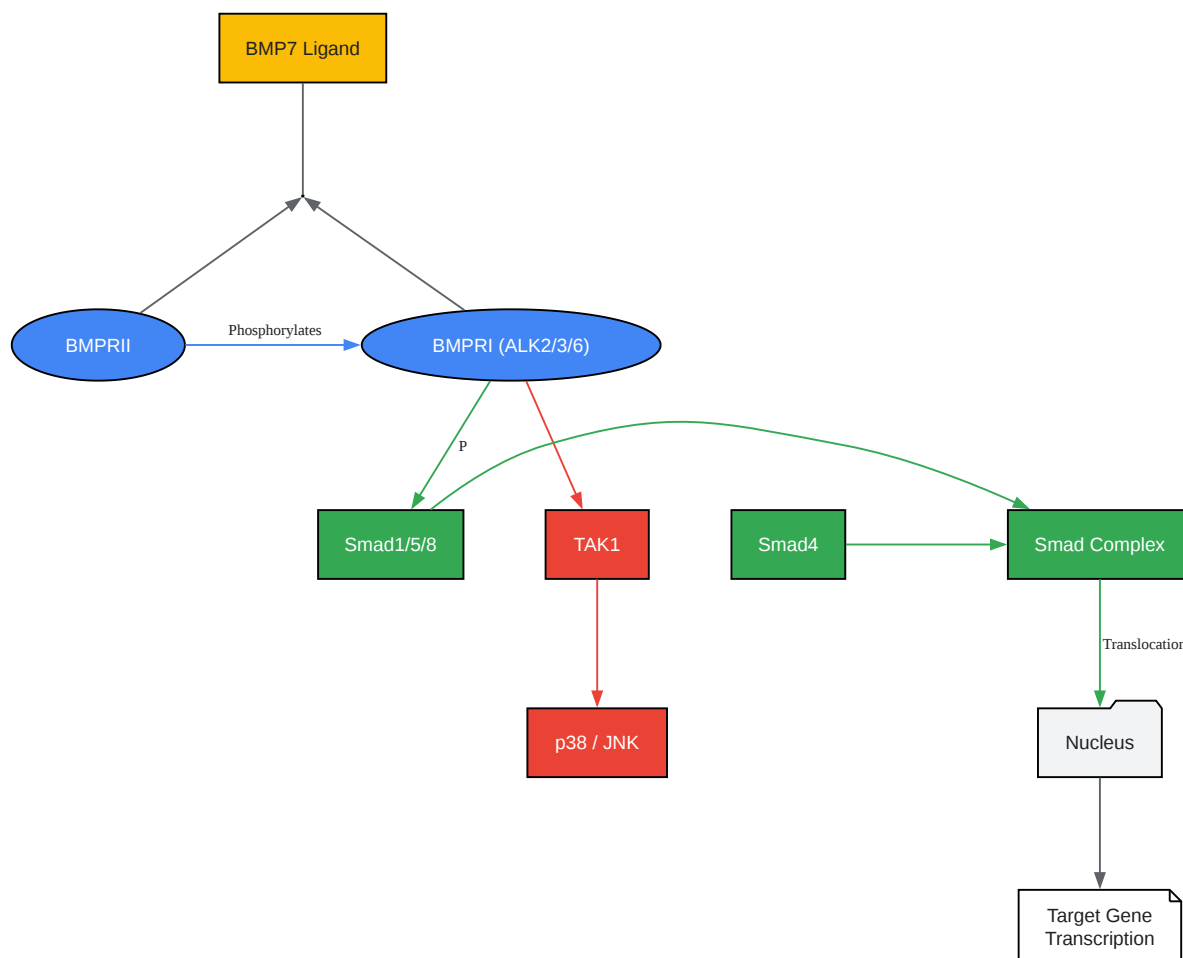 BMP7 Ligand
Phosphorylates
BMPRII
BMPRI (ALK2/3/6)
P
Smad1/5/8
TAK1
Smad4
Smad Complex
Translocation
p38 / JNK
Nucleus
Target Gene
Transcription